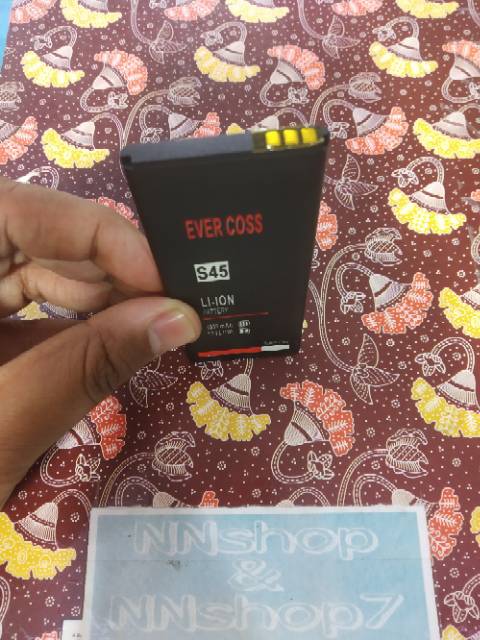 EVER COSS
S45
LI-ION
BATTERY
NNshop
&
NNshop7